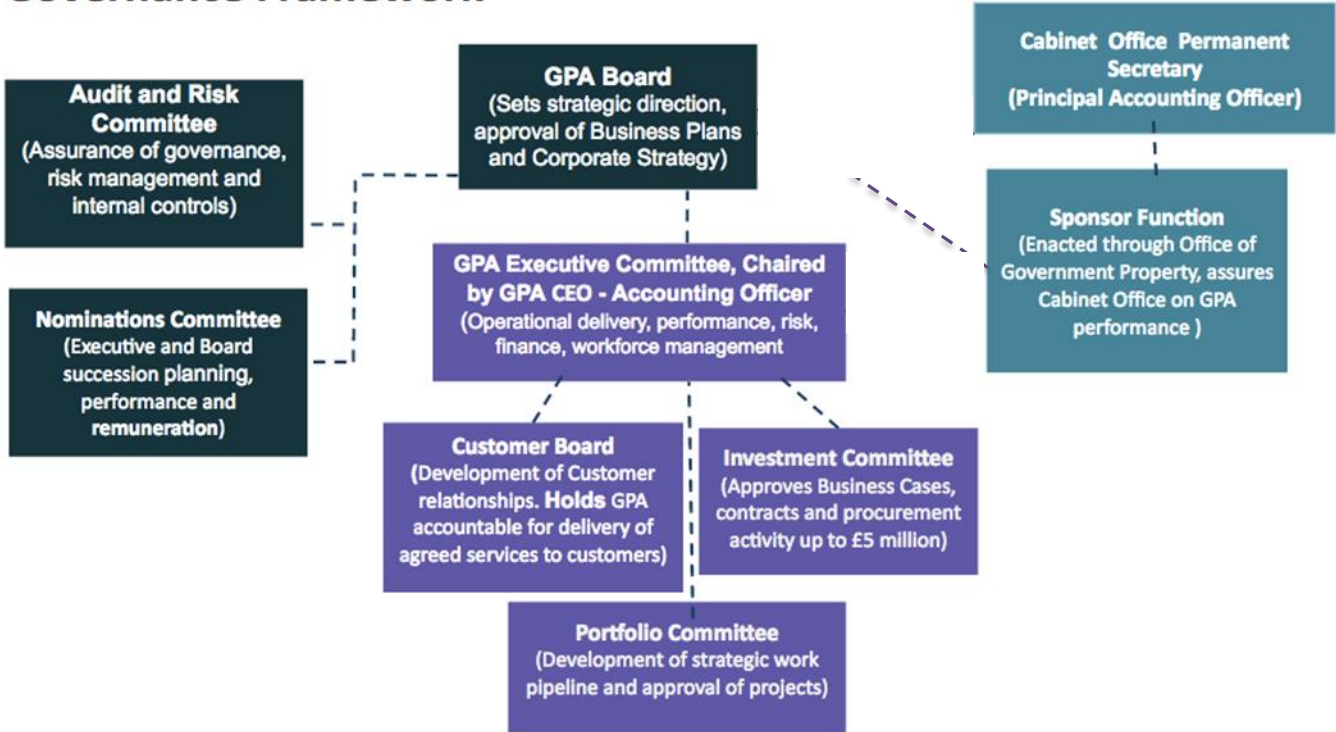 Audit and Risk
Committee
(Assurance of governance,
risk management and
internal controls)
Nominations Committee
(Executive and Board
succession planning,
performance and
remuneration)
GPA Board
(Sets strategic direction,
approval of Business Plans
and Corporate Strategy)
GPA Executive Committee, Chaired
by GPA CEO - Accounting Officer
(Operational delivery, performance, risk,
finance, workforce management
Customer Board
(Development of Customer
relationships. Holds GPA
accountable for delivery of
agreed services to customers)
Investment Committee
(Approves Business Cases,
contracts and procurement
activity up to £5 million)
Portfolio Committee
(Development of strategic work
pipeline and approval of projects)
Cabinet Office Permanent
Secretary
(Principal Accounting Officer)
Sponsor Function
(Enacted through Office of
Government Property, assures
Cabinet Office on GPA
performance )